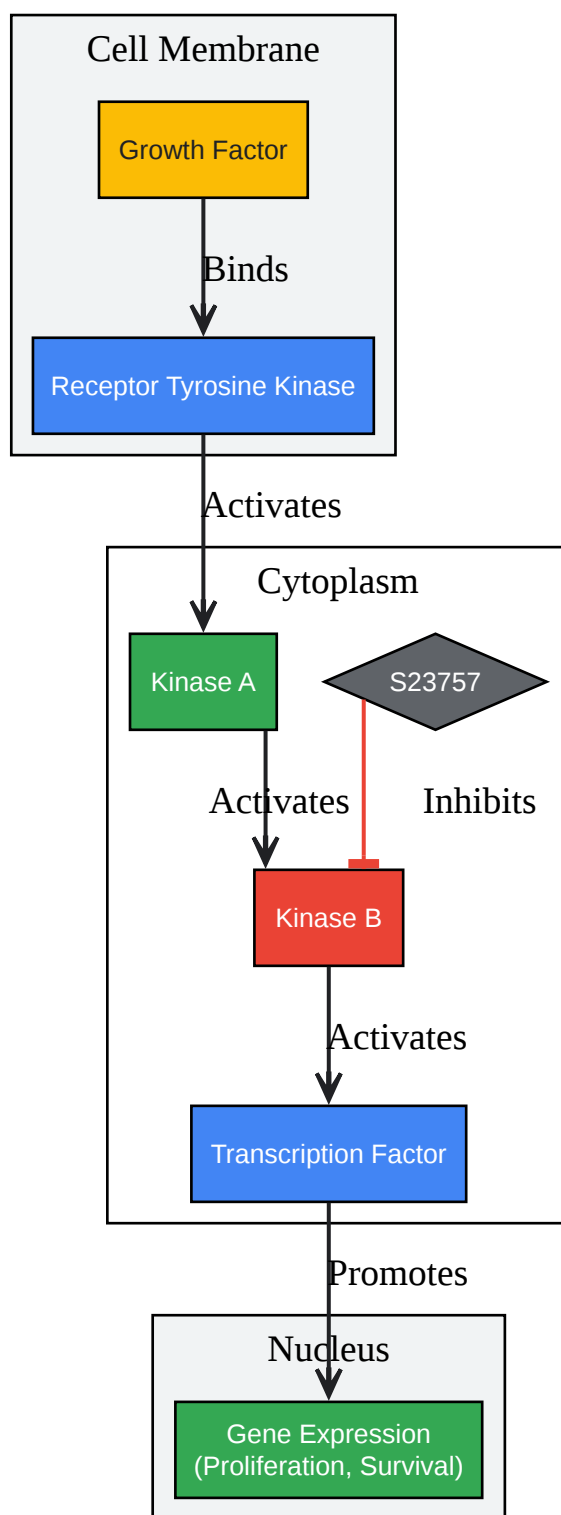 Cell Membrane
Growth Factor
Binds
Receptor Tyrosine Kinase
Activates
Cytoplasm
Kinase A
S23757
Activates
Inhibits
Kinase B
Activates
Transcription Factor
Promotes
Nucleus
Gene Expression
(Proliferation, Survival)